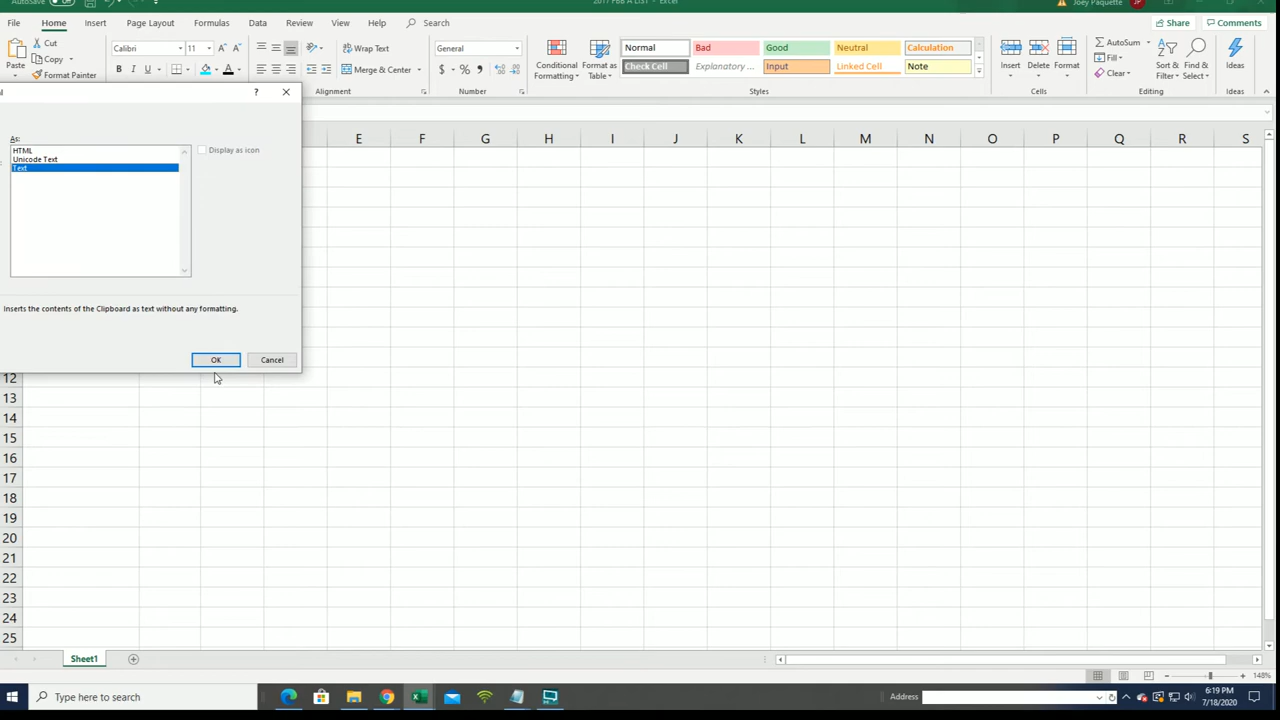 AutoSave Off 2017 FBB A LIST - Excel Joey Paquette JP
File Home Insert Page Layout Formulas Data Review View Help Search Share Comments
Paste Cut Copy Format Painter
Calibri 11
B I U
Wrap Text
Merge & Center
General
Conditional Formatting
Format as Table
Normal Bad Good Neutral Calculation
Check Cell Explanatory ... Input Linked Cell Note
Insert Delete Format
AutoSum
Fill
Clear
Sort & Filter
Find & Select
Ideas
Alignment Number Styles Cells Ideas
? ×
As:
HTML
Unicode Text
Text
Display as icon
Inserts the contents of the Clipboard as text without any formatting.
OK Cancel
E F G H I J K L M N O P Q R S
12
13
14
15
16
17
18
19
20
21
22
23
24
25
Sheet1
148%
Type here to search
Address
6:19 PM
7/18/2020